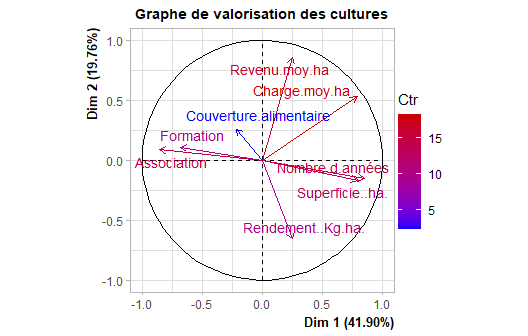 Graphe de valorisation des cultures
Dim 2 (19.76%)
1.0
0.5
0.0
-0.5
-1.0
Revenu.moy.ha
Charge.moy.ha.
Couverture.alimentaire
Formation
Association
Nombre.d.années
Superficie..ha.
Rendement..Kg.ha.
-1.0 -0.5 0.0 0.5 1.0
Dim 1 (41.90%)
Ctr
15
10
5